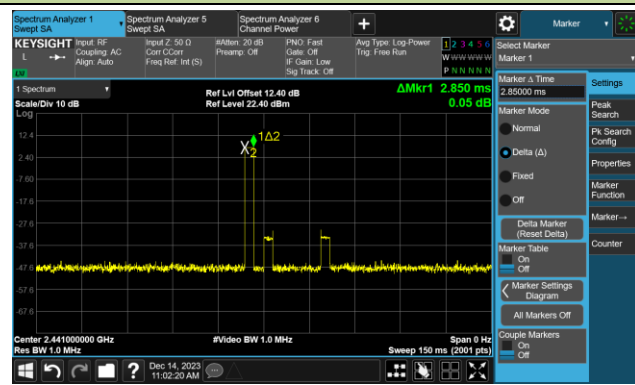 Spectrum Analyzer 1
Swept SA
Spectrum Analyzer 5
Swept SA
Spectrum Analyzer 6
Channel Power
+
Marker
KEYSIGHT
L
Input: RF
Coupling: AC
Align: Auto
Input Z: 50 Ω
Corr CCorr
Freq Ref: Int (S)
#Atten: 20 dB
Preamp: Off
PNO: Fast
Gate: Off
IF Gain: Low
Sig Track: Off
Avg Type: Log-Power
Trig: Free Run
1 2 3 4 5 6
W W W W W W
P N N N N N
Select Marker
Marker 1
1 Spectrum
Scale/Div 10 dB
Log
Ref Lvl Offset 12.40 dB
Ref Level 22.40 dBm
ΔMkr1 2.850 ms
0.05 dB
12.4
2.40
-7.60
-17.6
-27.6
-37.6
-47.6
-57.6
-67.6
1Δ2
X2
Center 2.441000000 GHz
Res BW 1.0 MHz
#Video BW 1.0 MHz
Span 0 Hz
Sweep 150 ms (2001 pts)
Marker Δ Time
2.85000 ms
Marker Mode
Normal
Delta (Δ)
Fixed
Off
Delta Marker
(Reset Delta)
Marker Table
On
Off
Marker Settings
Diagram
All Markers Off
Couple Markers
On
Off
Settings
Peak
Search
Pk Search
Config
Properties
Marker
Function
Marker→
Counter
?
Dec 14, 2023
11:02:20 AM